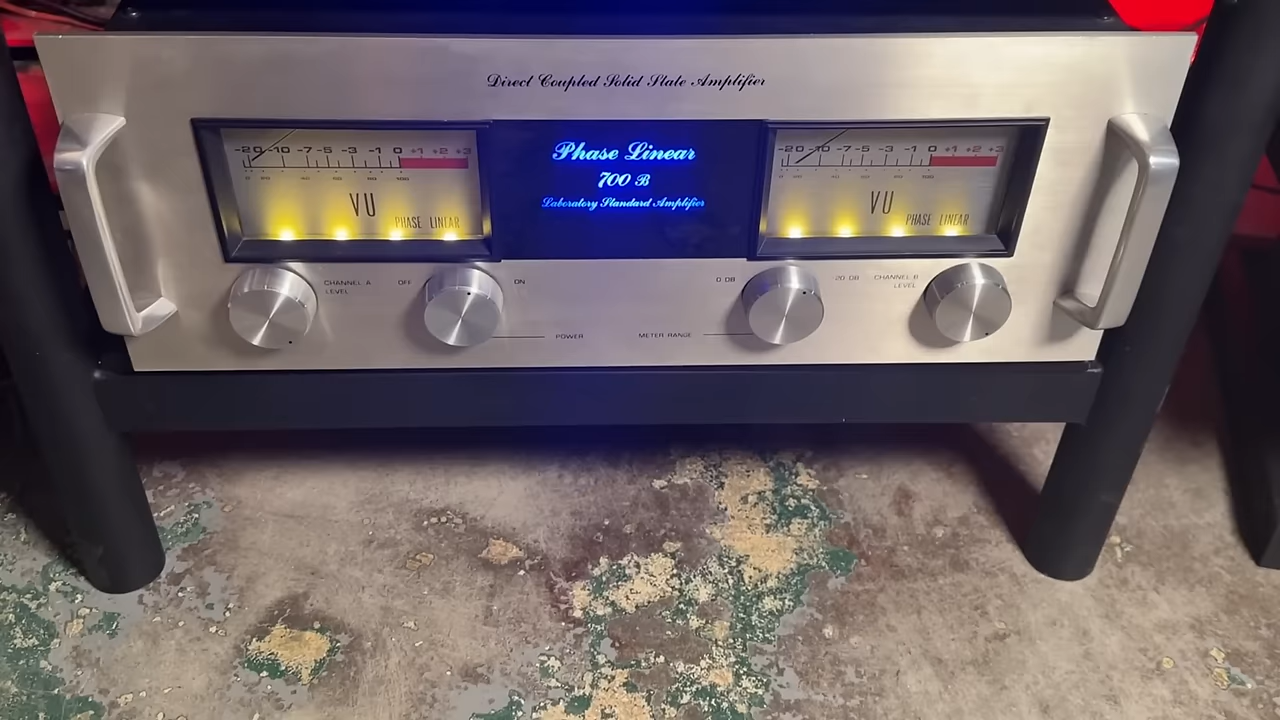 Direct Coupled Solid State Amplifier
-20 -10 -7 -5 -3 -1 0 +1 +2 +3
VU
PHASE LINEAR
Phase Linear
700 B
Laboratory Standard Amplifier
-20 -10 -7 -5 -3 -1 0 +1 +2 +3
VU
PHASE LINEAR
CHANNEL A
LEVEL
OFF
ON
POWER
0 DB
20 DB
METER RANGE
CHANNEL B
LEVEL